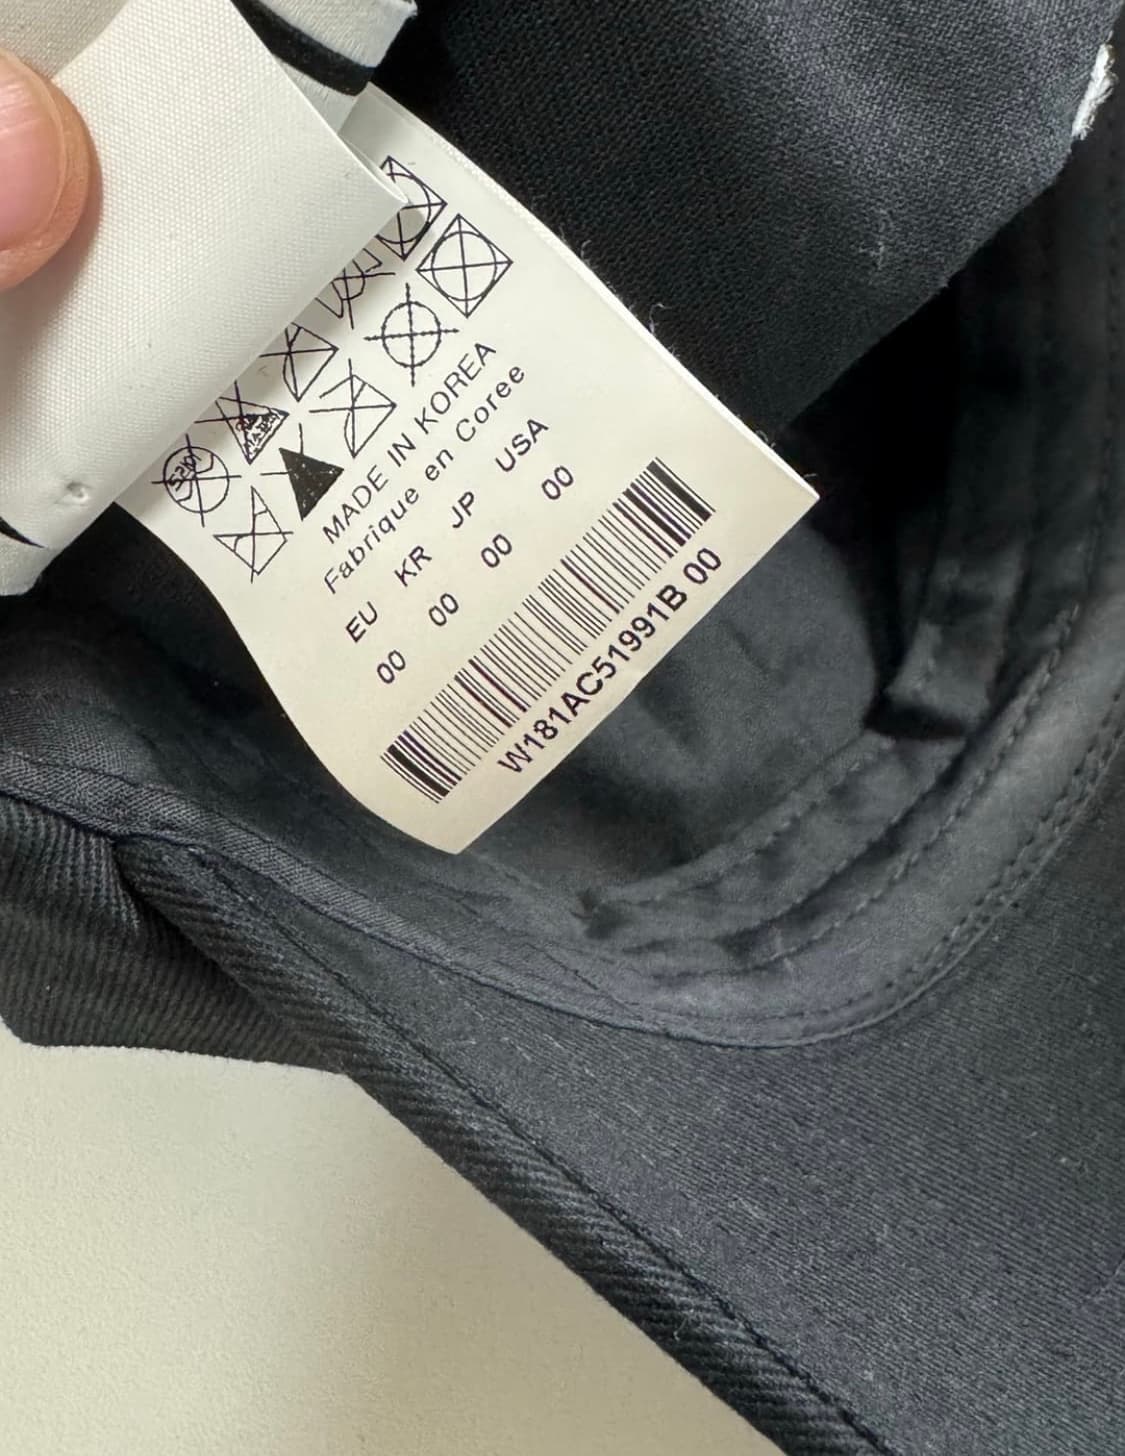 MADE IN KOREA
Fabrique en Coree
EU KR JP USA
00 00 00 00
W181AC51991B 00